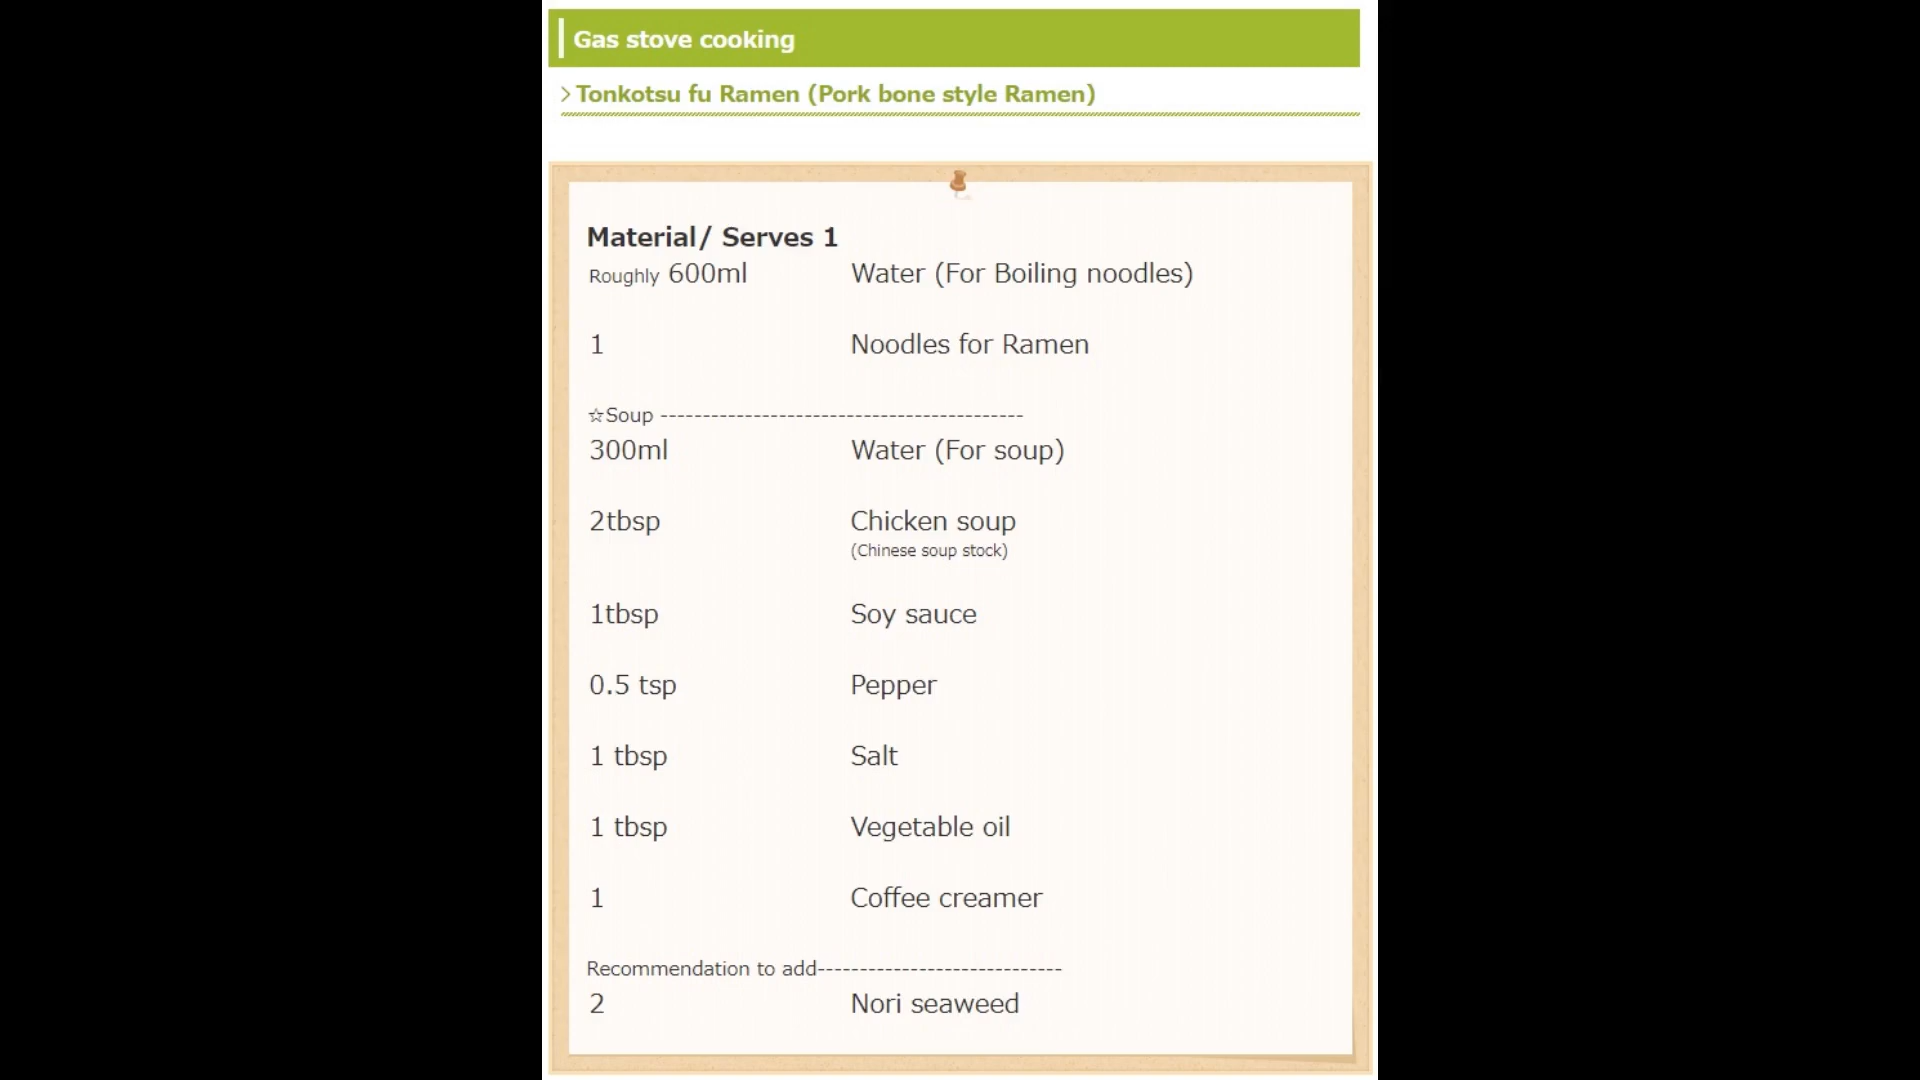 Gas stove cooking
Tonkotsu fu Ramen (Pork bone style Ramen)
Material/ Serves 1
Roughly 600ml Water (For Boiling noodles)
1 Noodles for Ramen
☆Soup -------------------------------------------
300ml Water (For soup)
2tbsp Chicken soup
(Chinese soup stock)
1tbsp Soy sauce
0.5 tsp Pepper
1 tbsp Salt
1 tbsp Vegetable oil
1 Coffee creamer
Recommendation to add-----------------------------
2 Nori seaweed